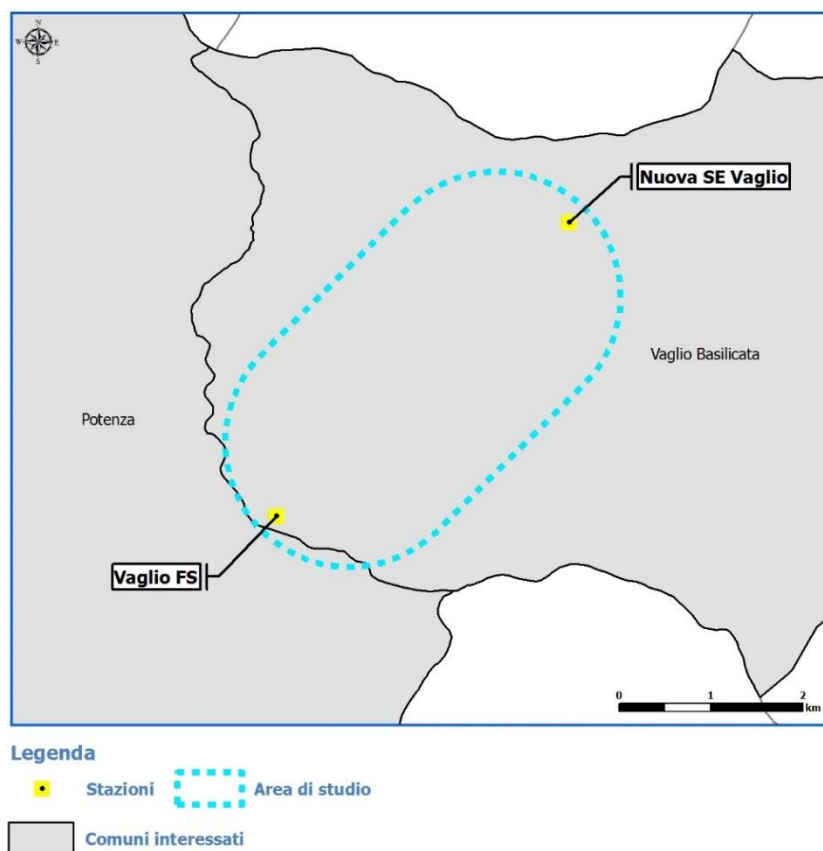 N
W E
S
Nuova SE Vaglio
Vaglio Basilicata
Potenza
Vaglio FS
0 1 2
km
Legenda
Stazioni
Area di studio
Comuni interessati